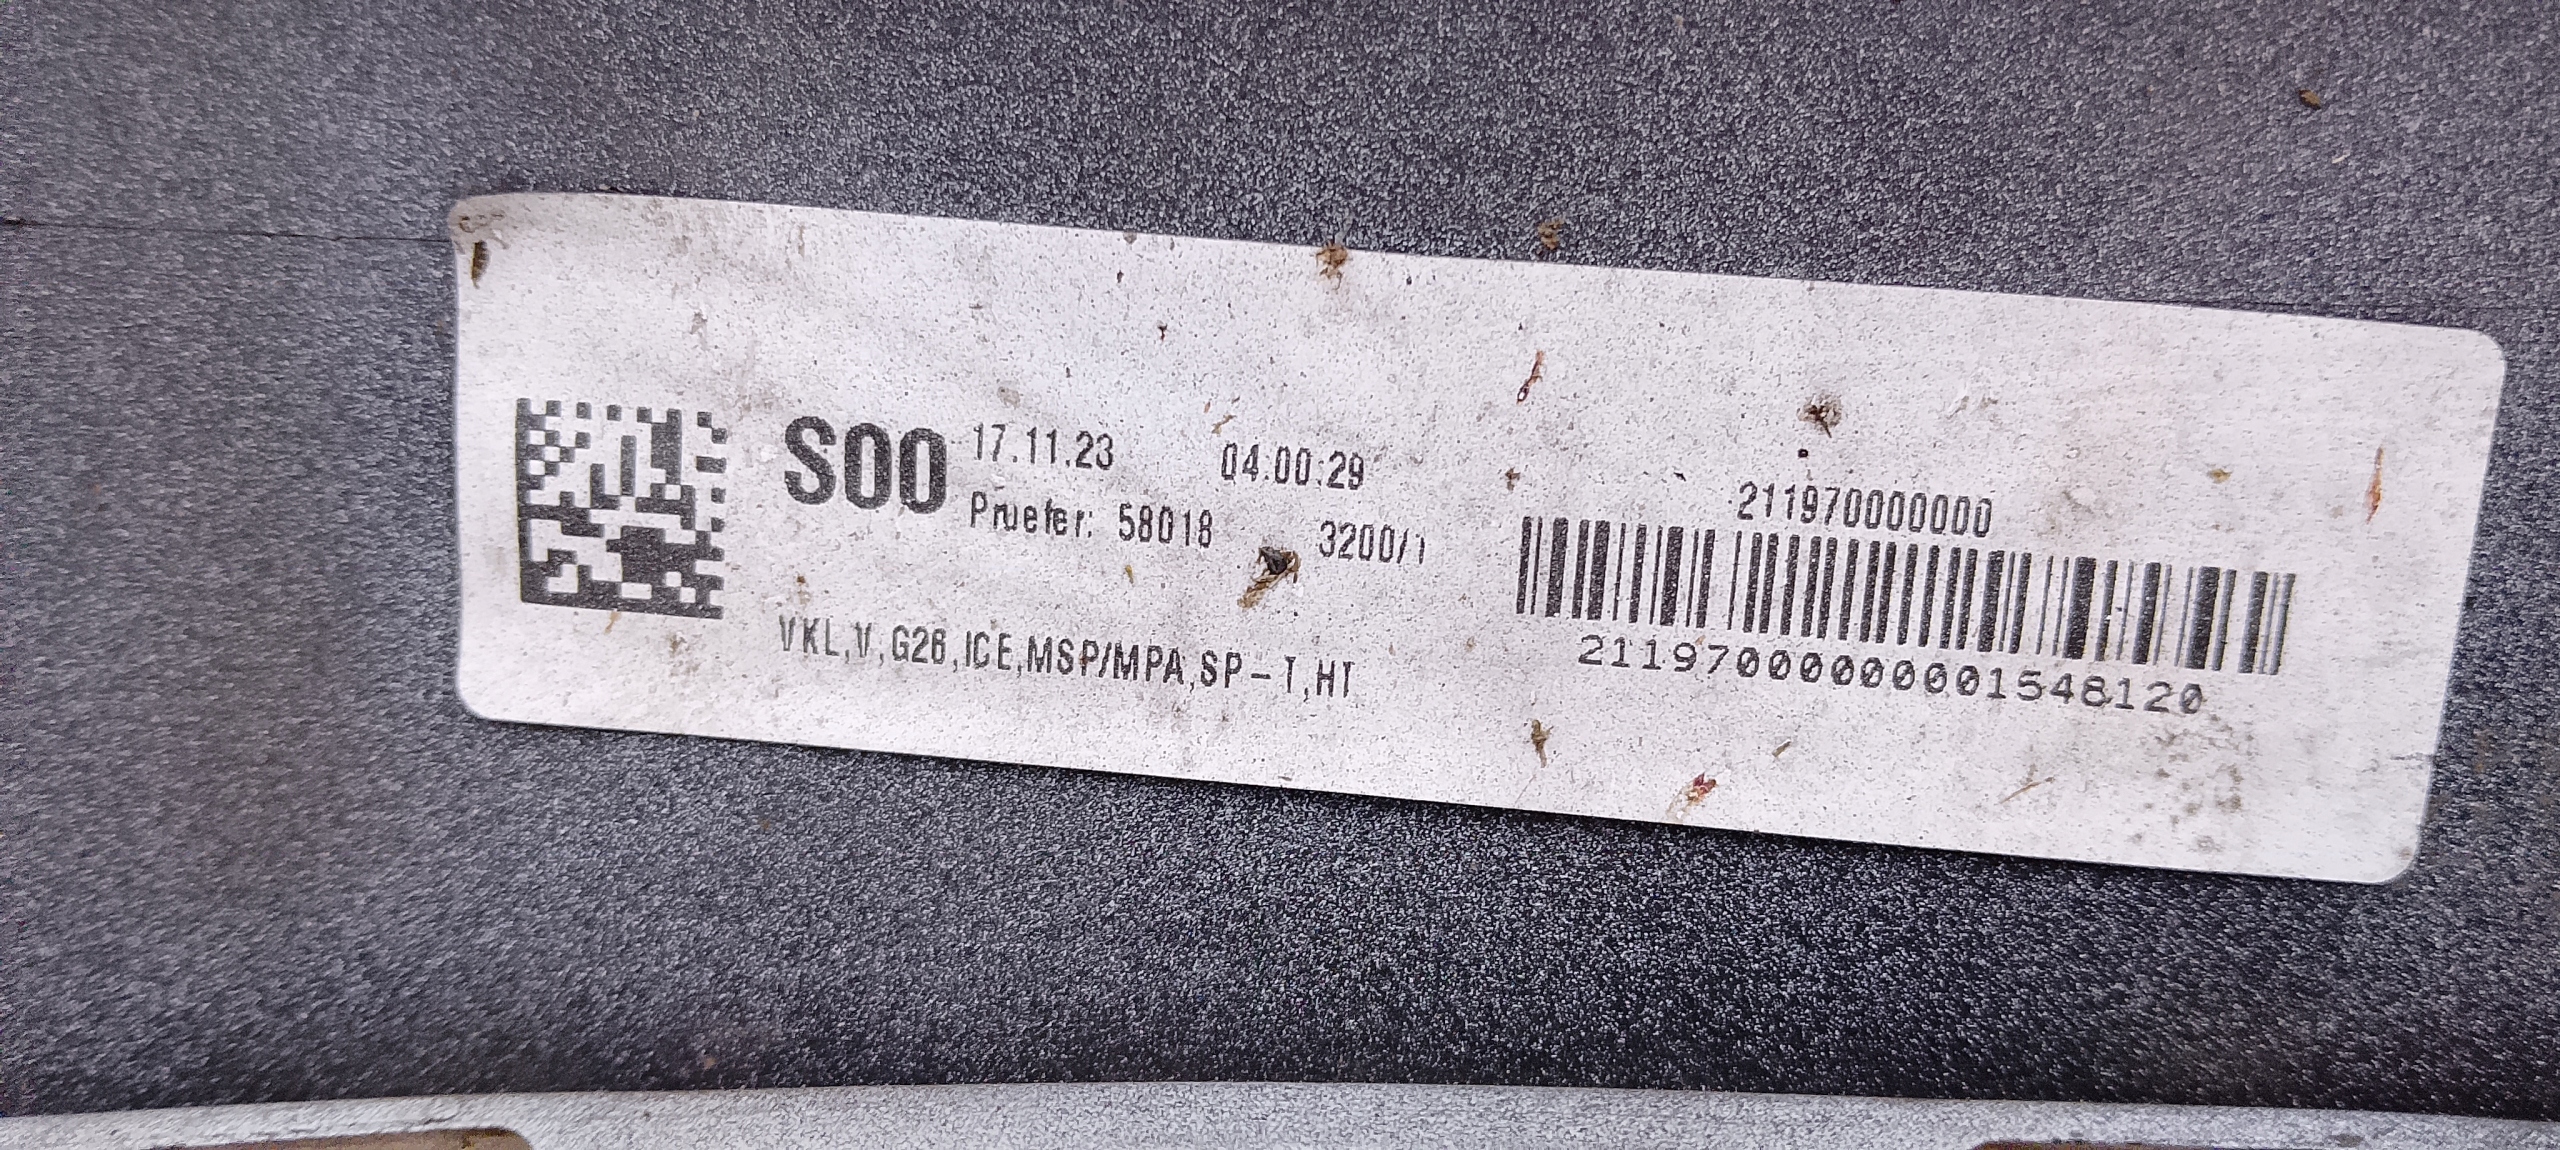 S00 17.11.23 04.00:29
Pruefer: 58018 3200/1
VKL,V,G26,ICE,MSP/MPA,SP-T,HT
211970000000
2119700000000001548120